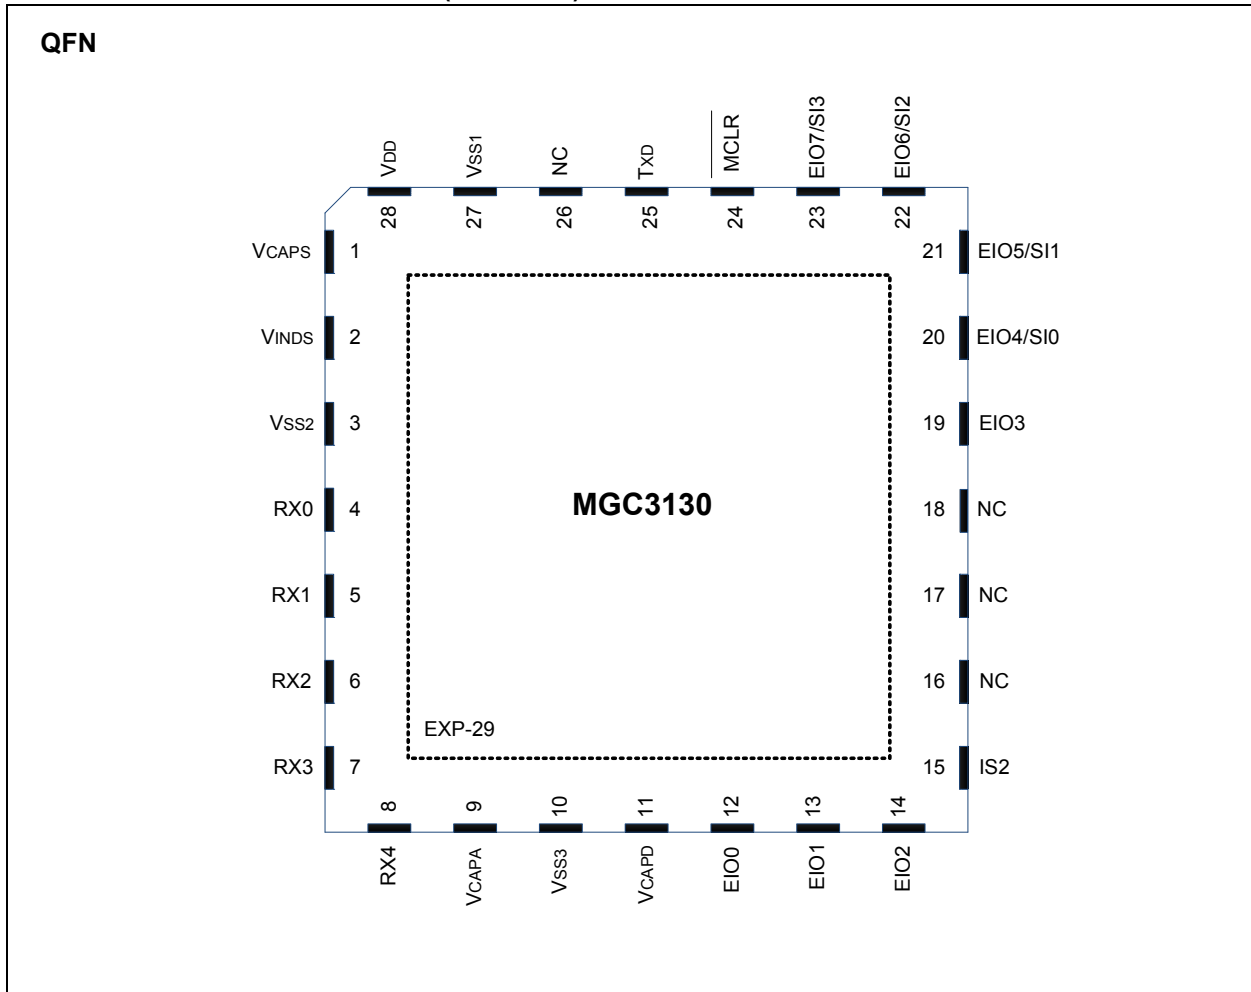 QFN
VDD
VSS1
NC
TXD
MCLR
EIO7/SI3
EIO6/SI2
28
27
26
25
24
23
22
VCAPS 1
21 EIO5/SI1
VINDS 2
20 EIO4/SI0
VSS2 3
19 EIO3
RX0 4
MGC3130
18 NC
RX1 5
17 NC
RX2 6
16 NC
EXP-29
RX3 7
15 IS2
8
9
10
11
12
13
14
RX4
VCAPA
VSS3
VCAPD
EIO0
EIO1
EIO2